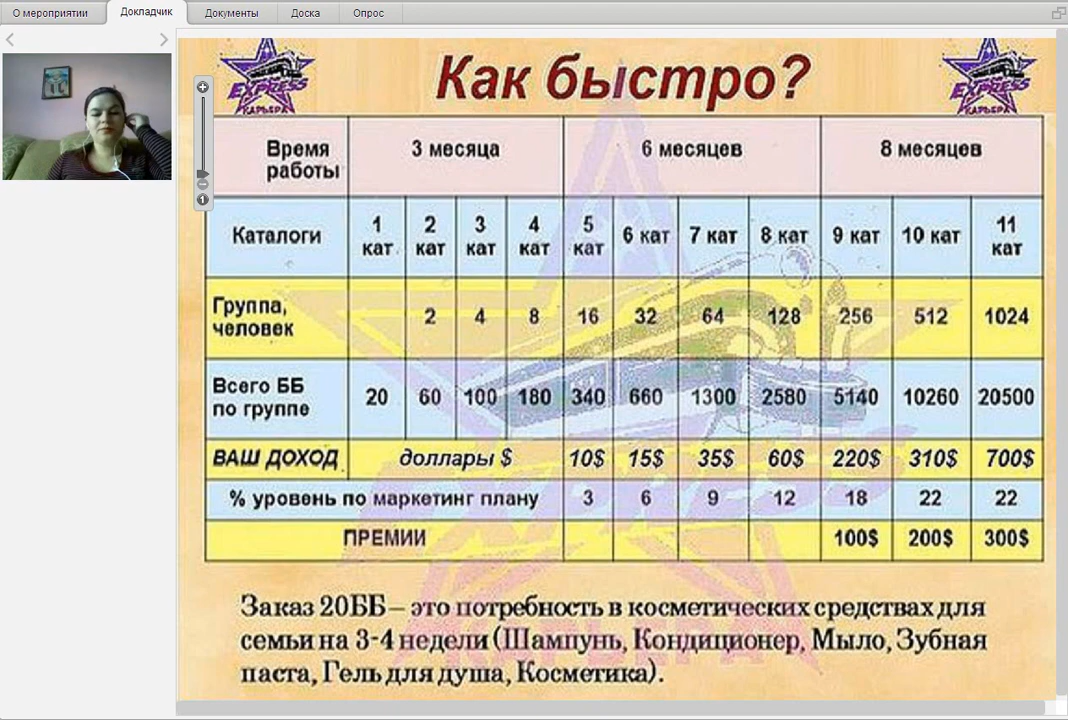 О мероприятии Докладчик Документы Доска Опрос
EXPRESS КАРЬЕРА Как быстро? EXPRESS КАРЬЕРА
Время работы 3 месяца 6 месяцев 8 месяцев
Каталоги 1 кат. 2 кат 3 кат 4 кат 5 кат 6 кат 7 кат 8 кат 9 кат 10 кат 11 кат
Группа, человек 2 4 8 16 32 64 128 256 512 1024
Всего ББ по группе 20 60 100 180 340 660 1300 2580 5140 10260 20500
ВАШ ДОХОД доллары $ 10$ 15$ 35$ 60$ 220$ 310$ 700$
% уровень по маркетинг плану 3 6 9 12 18 22 22
ПРЕМИИ 100$ 200$ 300$
Заказ 20ББ – это потребность в косметических средствах для
семьи на 3-4 недели (Шампунь, Кондиционер, Мыло, Зубная
паста, Гель для душа, Косметика).
EXPRESS
КАРЬЕРА